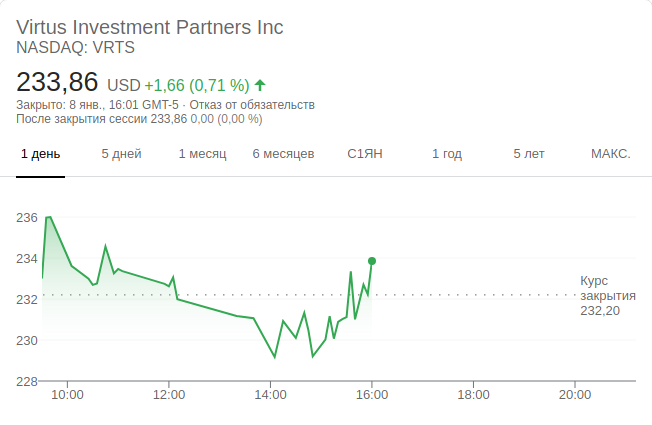 Virtus Investment Partners Inc
NASDAQ: VRTS
233,86 USD +1,66 (0,71 %)
Закрыто: 8 янв., 16:01 GMT-5 · Отказ от обязательств
После закрытия сессии 233,86 0,00 (0,00 %)
1 день 5 дней 1 месяц 6 месяцев С1ЯН 1 год 5 лет МАКС.
236
234
232
230
228
Курс
закрытия
232,20
10:00 12:00 14:00 16:00 18:00 20:00